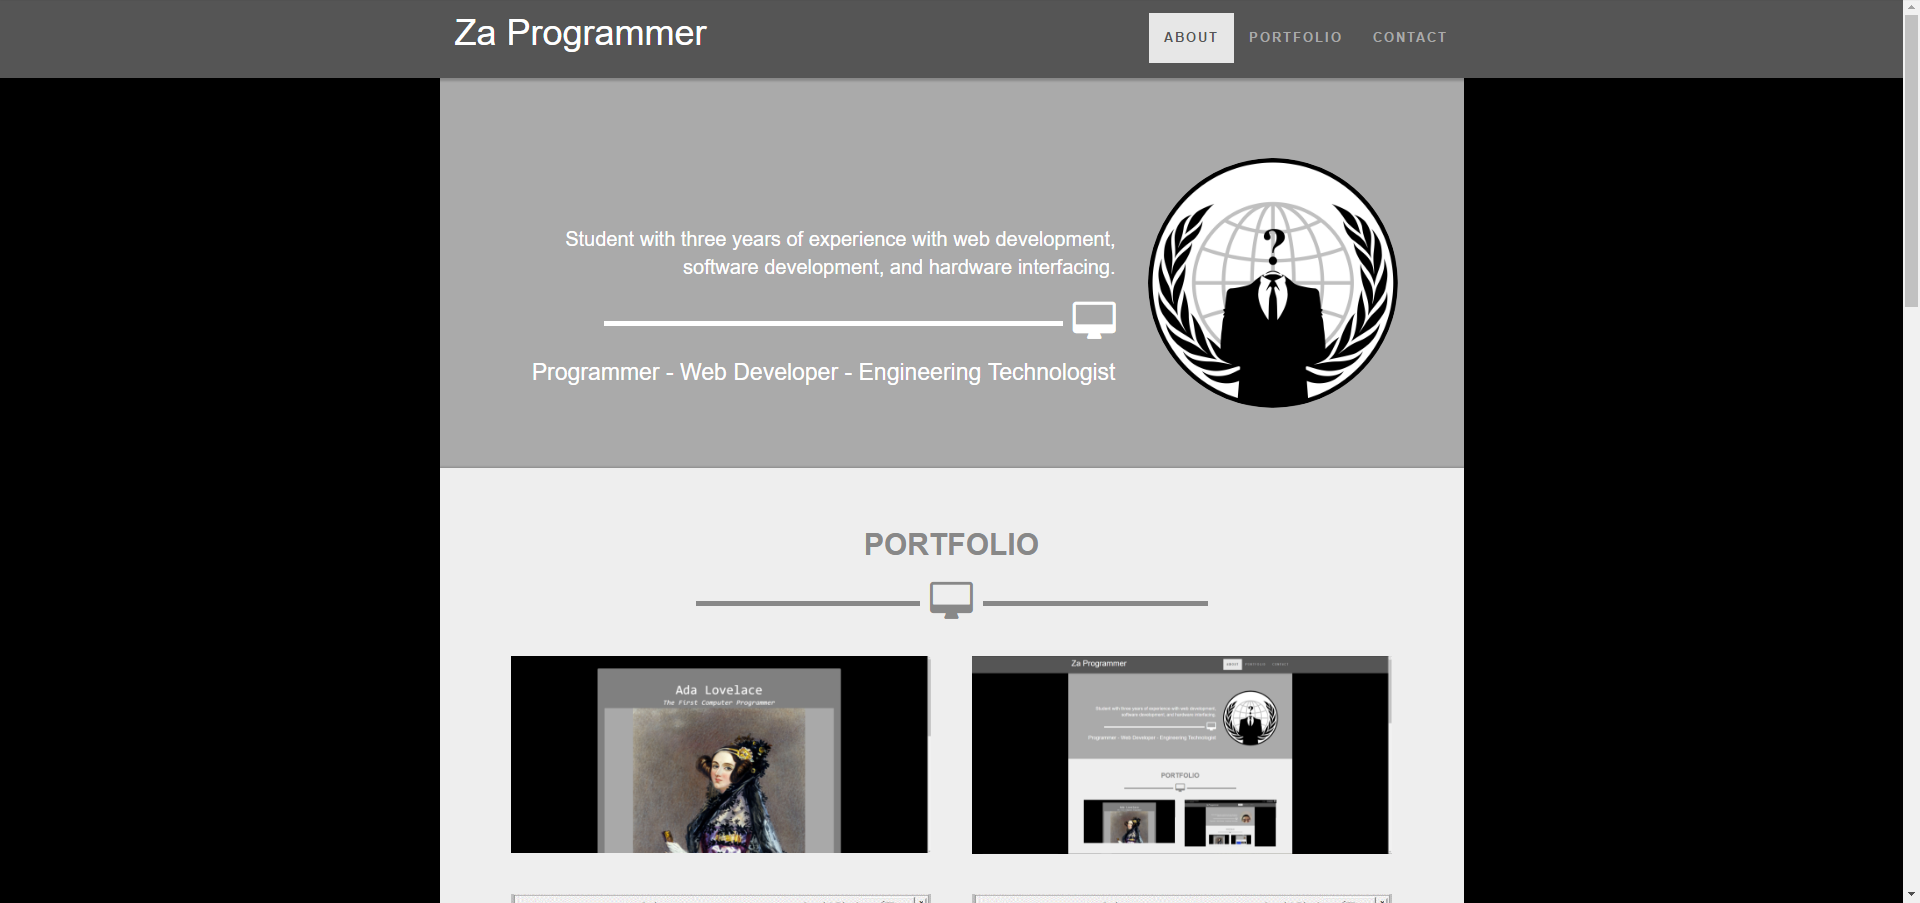 Za Programmer
ABOUT PORTFOLIO CONTACT
Student with three years of experience with web development,
software development, and hardware interfacing.
Programmer - Web Developer - Engineering Technologist
?
PORTFOLIO
Ada Lovelace
The First Computer Programmer
Za Programmer
ABOUT PORTFOLIO CONTACT
Student with three years of experience with web development,
software development, and hardware interfacing.
Programmer - Web Developer - Engineering Technologist
PORTFOLIO
Ada Lovelace